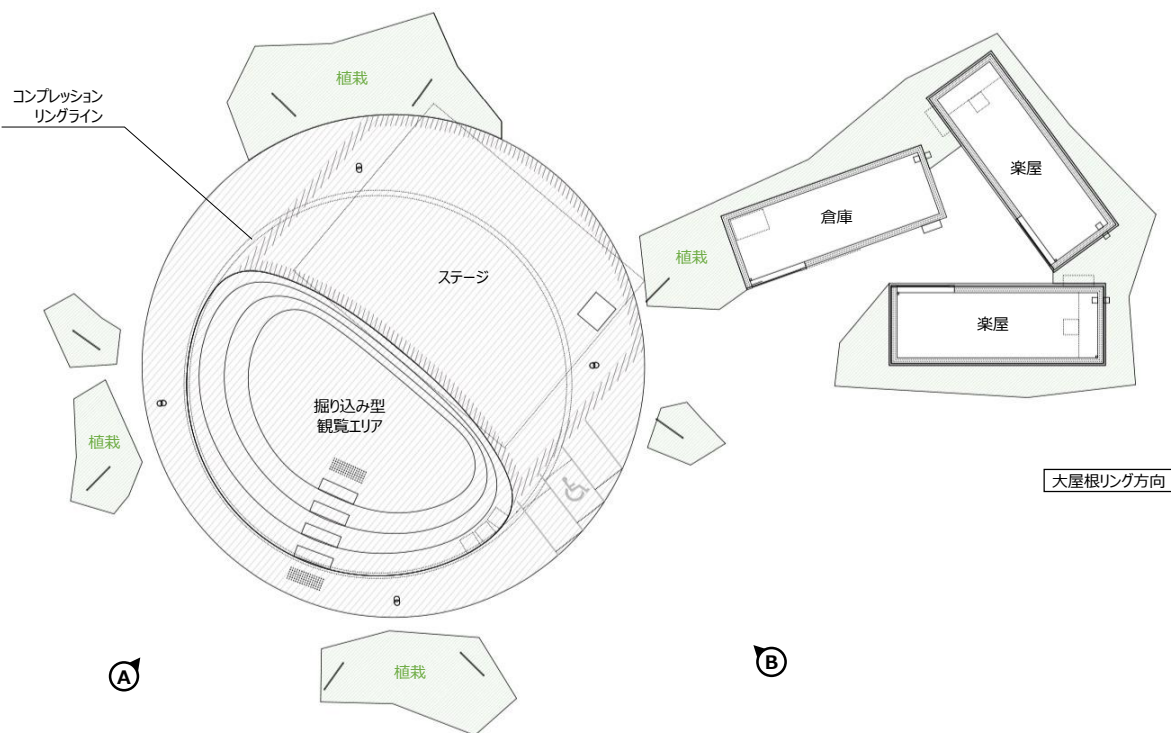 植栽
コンプレッション
リングライン
楽屋
倉庫
植栽
ステージ
楽屋
掘り込み型
観覧エリア
植栽
大屋根リング方向
植栽
A
B